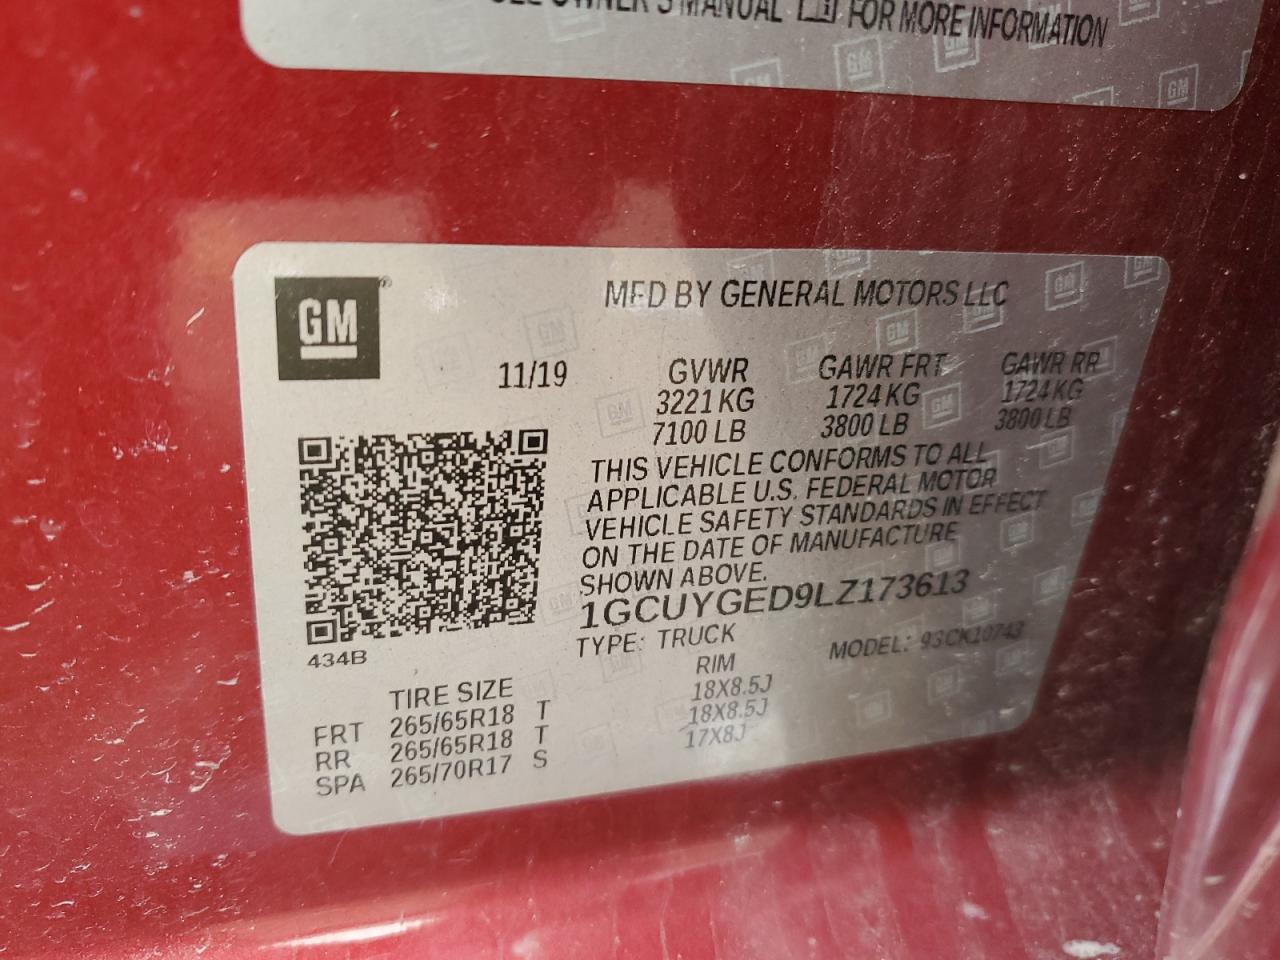 OWNER'S MANUAL FOR MORE INFORMATION
GM
MFD BY GENERAL MOTORS LLC
11/19 GVWR GAWR FRT GAWR RR
3221 KG 1724 KG 1724 KG
7100 LB 3800 LB 3800 LB
THIS VEHICLE CONFORMS TO ALL
APPLICABLE U.S. FEDERAL MOTOR
VEHICLE SAFETY STANDARDS IN EFFECT
ON THE DATE OF MANUFACTURE
SHOWN ABOVE.
1GCUYGED9LZ173613
434B
TYPE: TRUCK MODEL: 93CK10743
TIRE SIZE RIM
FRT 265/65R18 T 18X8.5J
RR 265/65R18 T 18X8.5J
SPA 265/70R17 S 17X8J